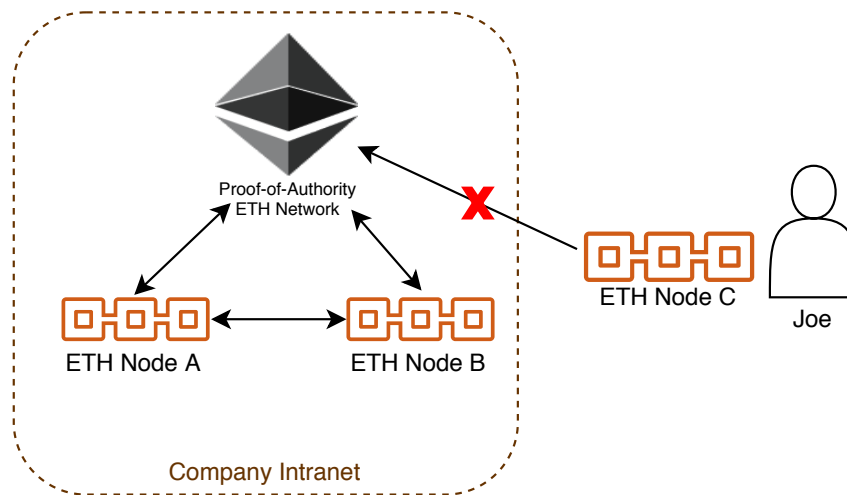 Proof-of-Authority
ETH Network
X
ETH Node A
ETH Node B
ETH Node C
Joe
Company Intranet